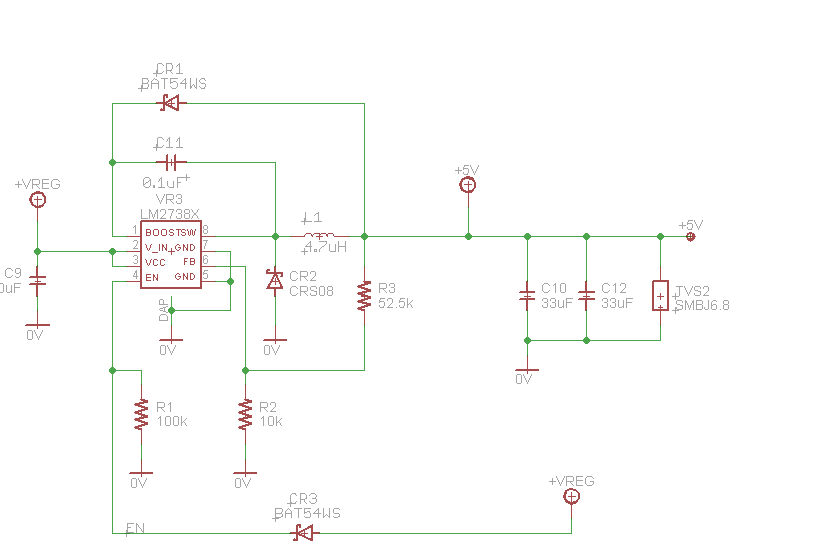 CR1
BAT54WS
C11
0.1uF
+VREG
VR3
LM2738X
+5V
1 BOOST SW 8
2 V_IN GND 7
3 VCC FB 6
4 EN GND 5
L1
4.7uH
+5V
C9
0uF
CR2
CRS08
R3
52.5k
C10
33uF
C12
33uF
TVS2
SMBJ6.8
DAP
0V
0V
0V
0V
R1
100k
R2
10k
0V
0V
+VREG
CR3
BAT54WS
EN